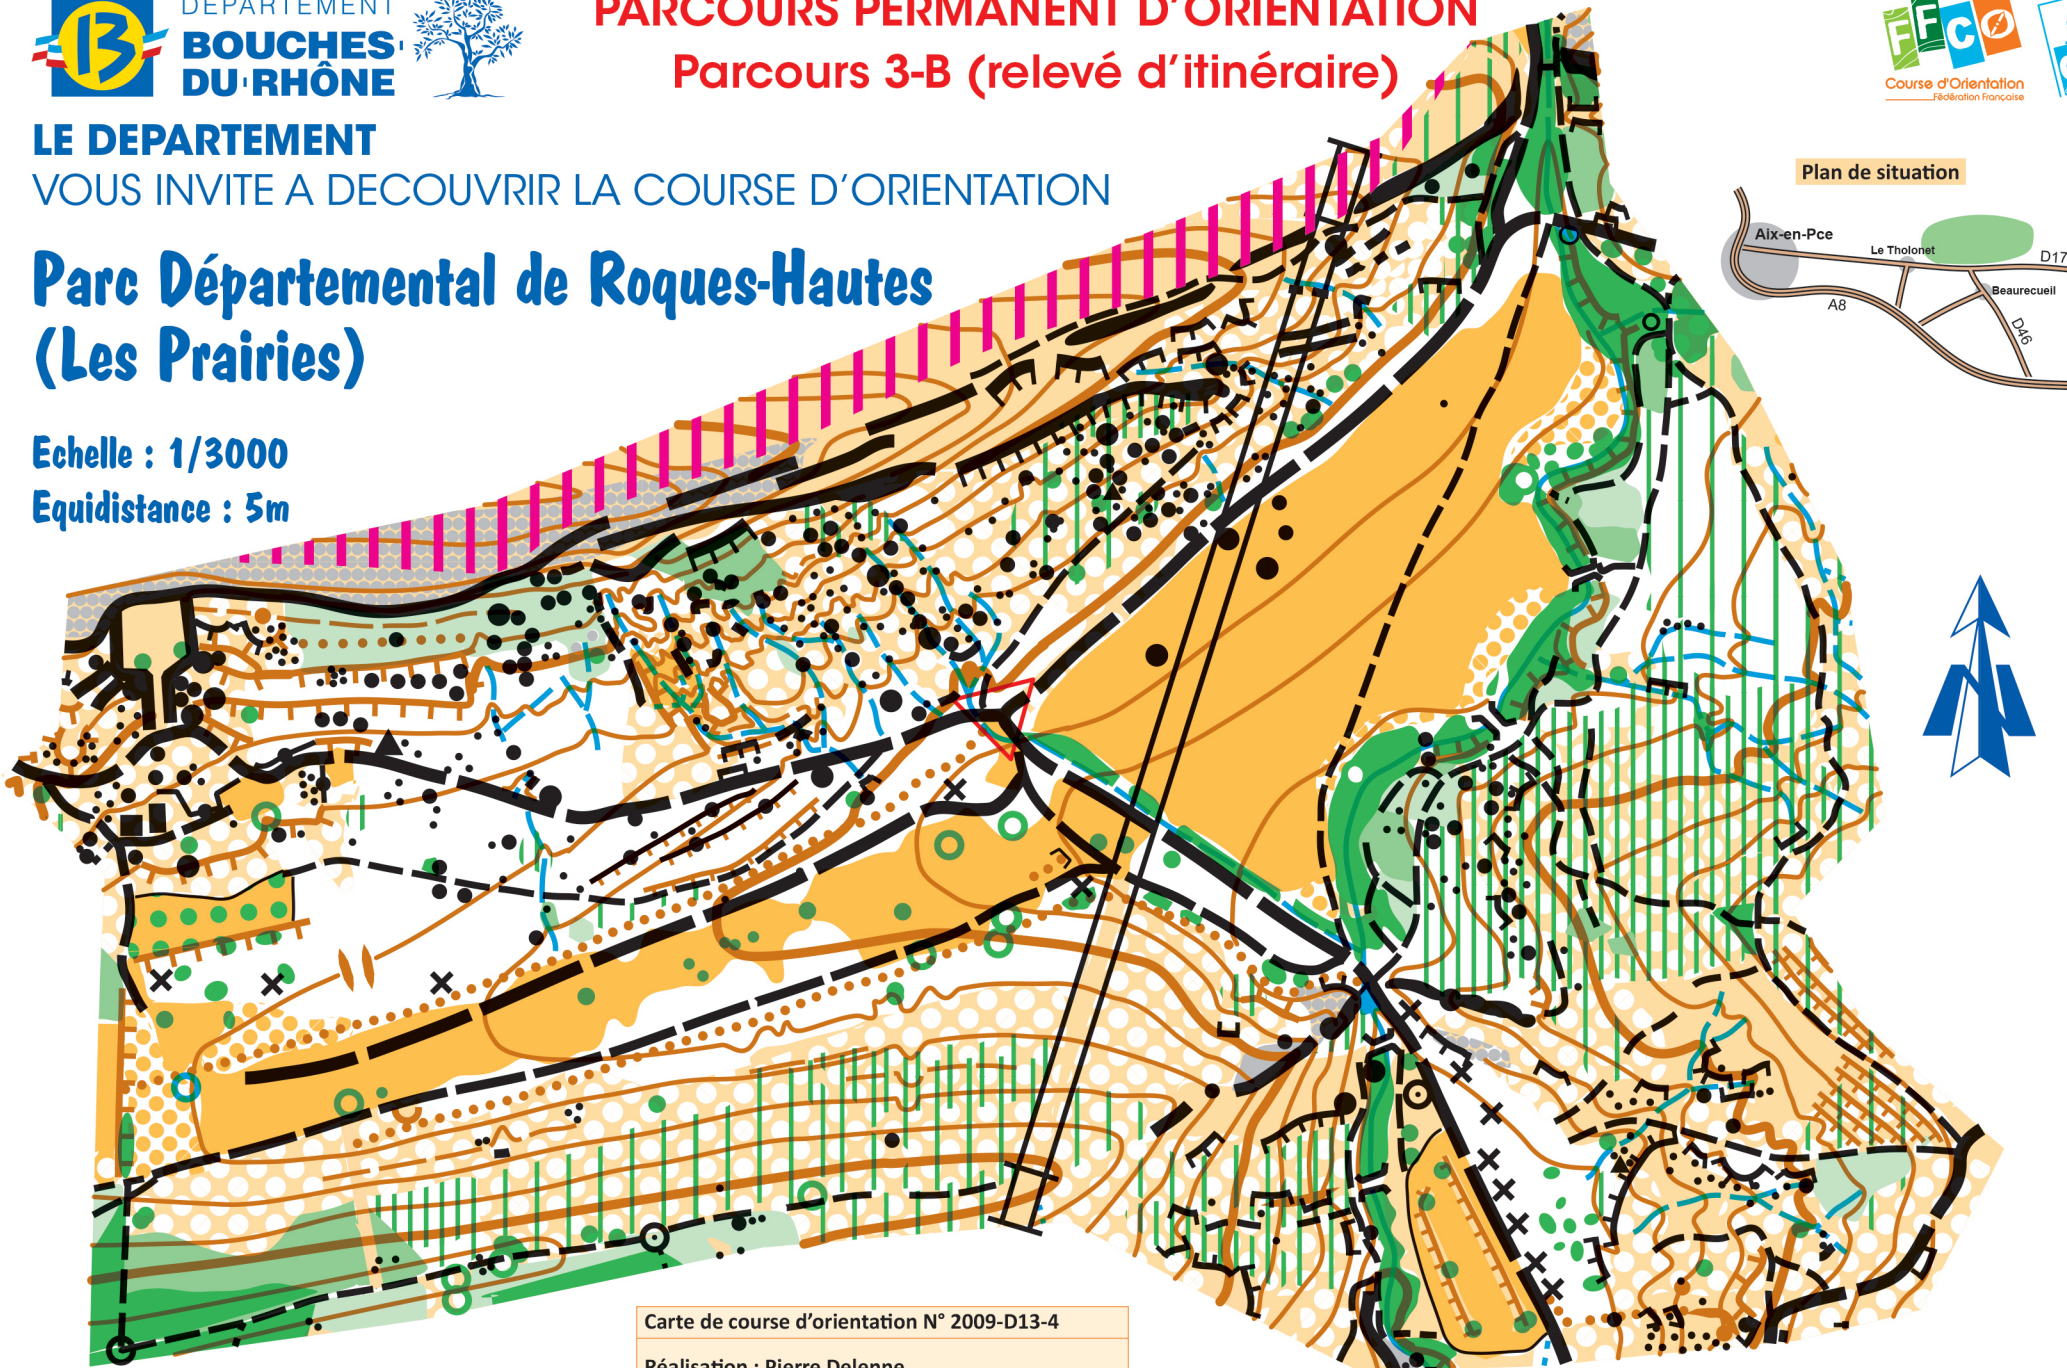 DEPARTEMENT
BOUCHES-
DU-RHÔNE
13
PARCOURS PERMANENT D'ORIENTATION
Parcours 3-B (relevé d'itinéraire)
FFCO
Course d'Orientation
Fédération Française
LE DEPARTEMENT
VOUS INVITE A DECOUVRIR LA COURSE D'ORIENTATION
Parc Départemental de Roques-Hautes
(Les Prairies)
Echelle : 1/3000
Equidistance : 5m
Plan de situation
Aix-en-Pce
Le Tholonet
D17
Beaurecueil
A8
D46
N
Carte de course d'orientation N° 2009-D13-4
Réalisation : Pierre Delenne